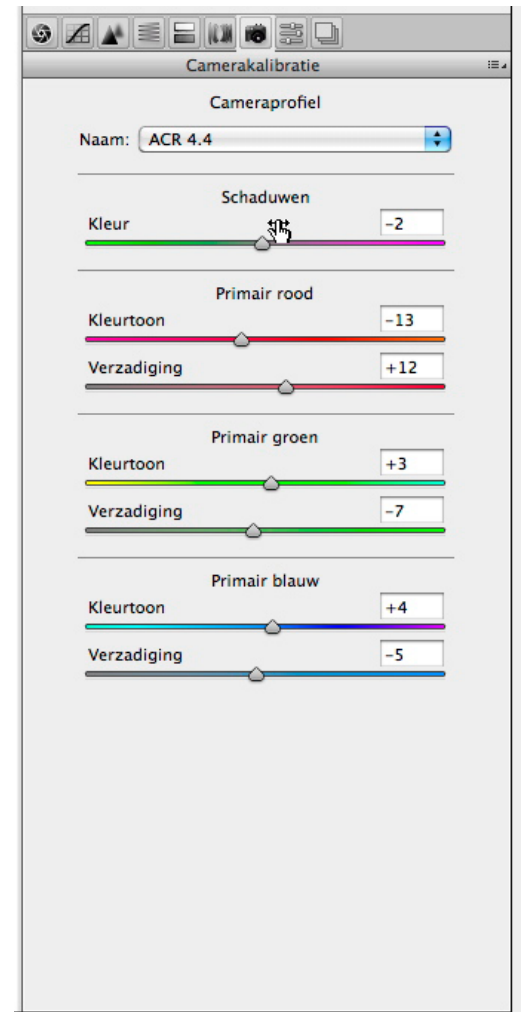 Camerakalibratie
Cameraprofiel
Naam: ACR 4.4
Schaduwen
Kleur -2
Primair rood
Kleurtoon -13
Verzadiging +12
Primair groen
Kleurtoon +3
Verzadiging -7
Primair blauw
Kleurtoon +4
Verzadiging -5